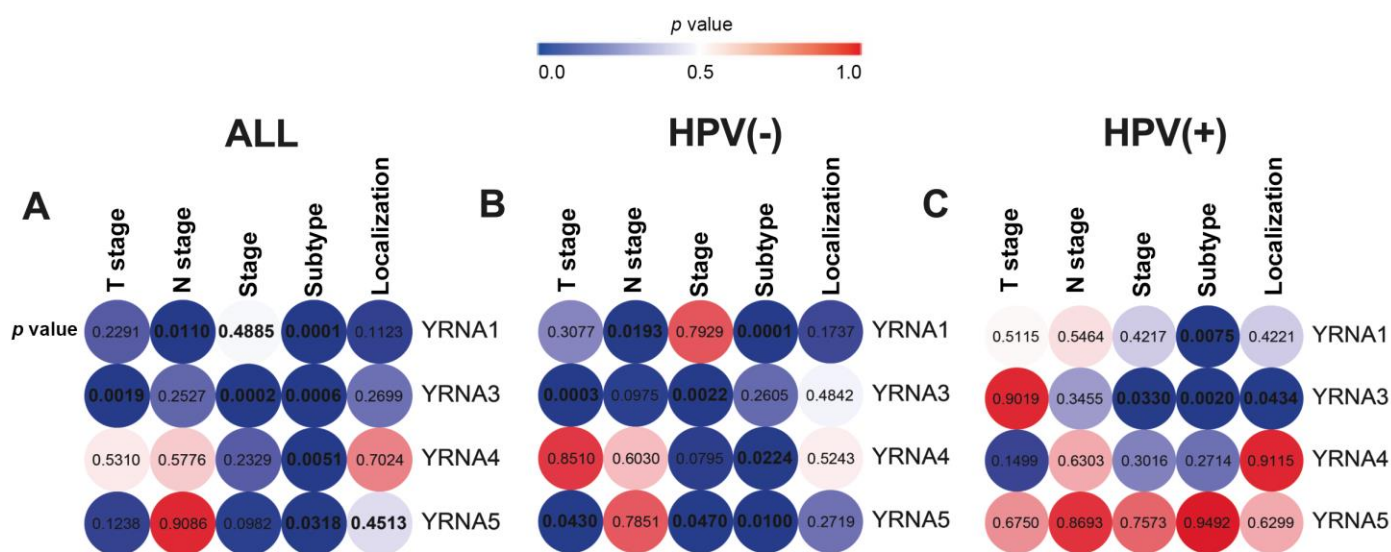 p value
0.0 0.5 1.0
ALL HPV(-) HPV(+)
A B C
T stage N stage Stage Subtype Localization T stage N stage Stage Subtype Localization T stage N stage Stage Subtype Localization
p value 0.2291 0.0110 0.4885 0.0001 0.1123 YRNA1 0.3077 0.0193 0.7929 0.0001 0.1737 YRNA1 0.5115 0.5464 0.4217 0.0075 0.4221 YRNA1
0.0019 0.2527 0.0002 0.0006 0.2699 YRNA3 0.0003 0.0975 0.0022 0.2605 0.4842 YRNA3 0.9019 0.3455 0.0330 0.0020 0.0434 YRNA3
0.5310 0.5776 0.2329 0.0051 0.7024 YRNA4 0.8510 0.6030 0.0795 0.0224 0.5243 YRNA4 0.1499 0.6303 0.3016 0.2714 0.9115 YRNA4
0.1238 0.9086 0.0982 0.0318 0.4513 YRNA5 0.0430 0.7851 0.0470 0.0100 0.2719 YRNA5 0.6750 0.8693 0.7573 0.9492 0.6299 YRNA5